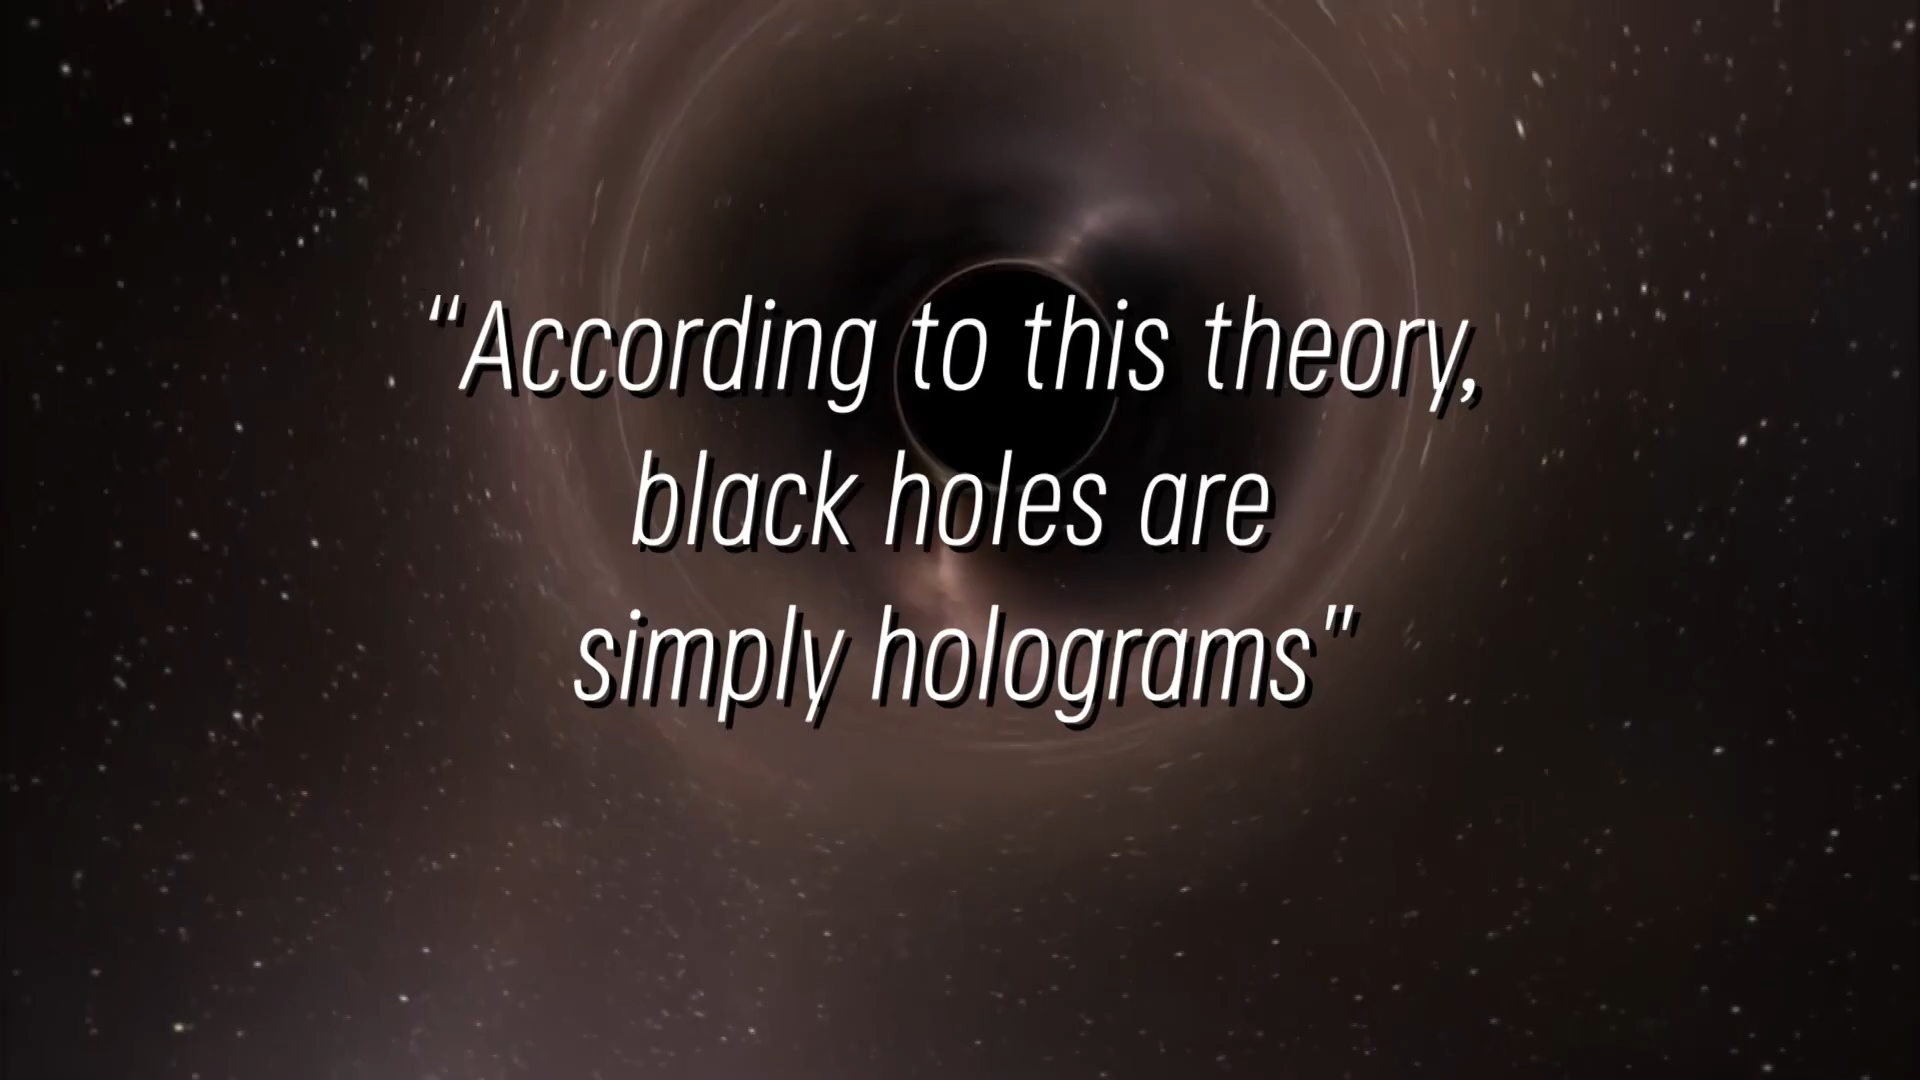 “According to this theory,
black holes are
simply holograms”